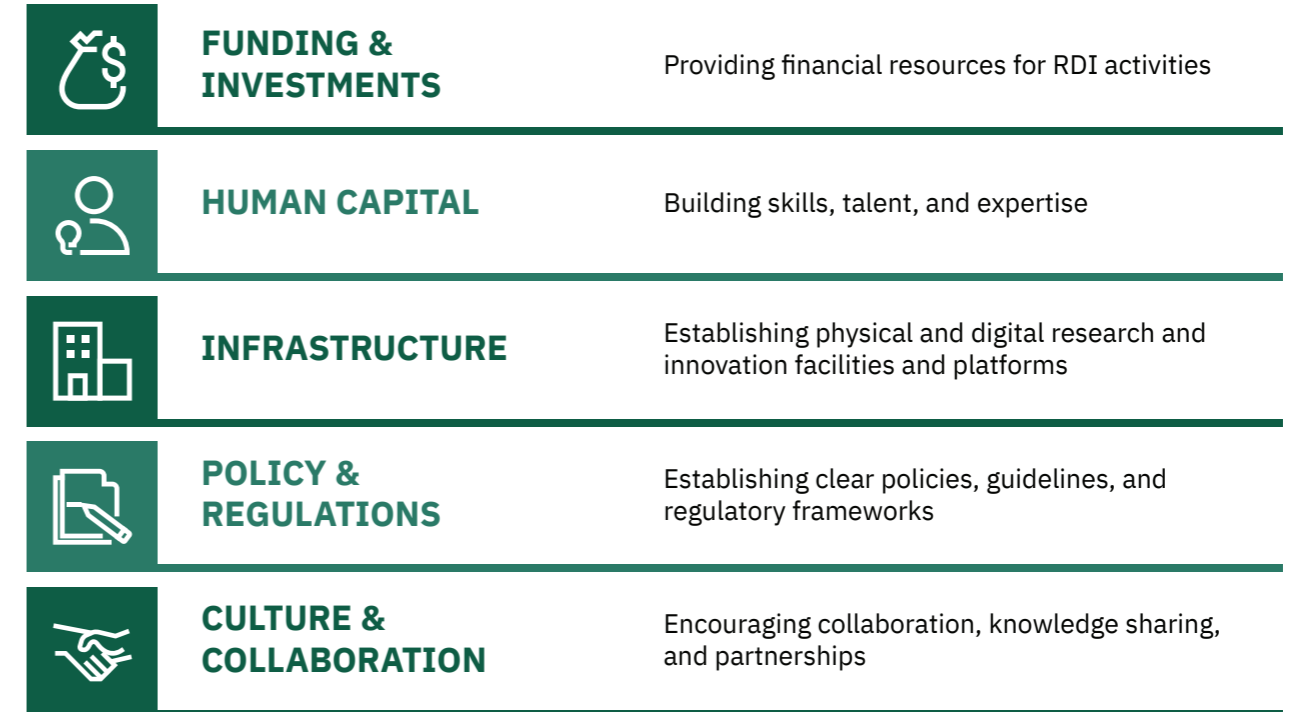 FUNDING &
INVESTMENTS
Providing financial resources for RDI activities
HUMAN CAPITAL
Building skills, talent, and expertise
INFRASTRUCTURE
Establishing physical and digital research and
innovation facilities and platforms
POLICY &
REGULATIONS
Establishing clear policies, guidelines, and
regulatory frameworks
CULTURE &
COLLABORATION
Encouraging collaboration, knowledge sharing,
and partnerships